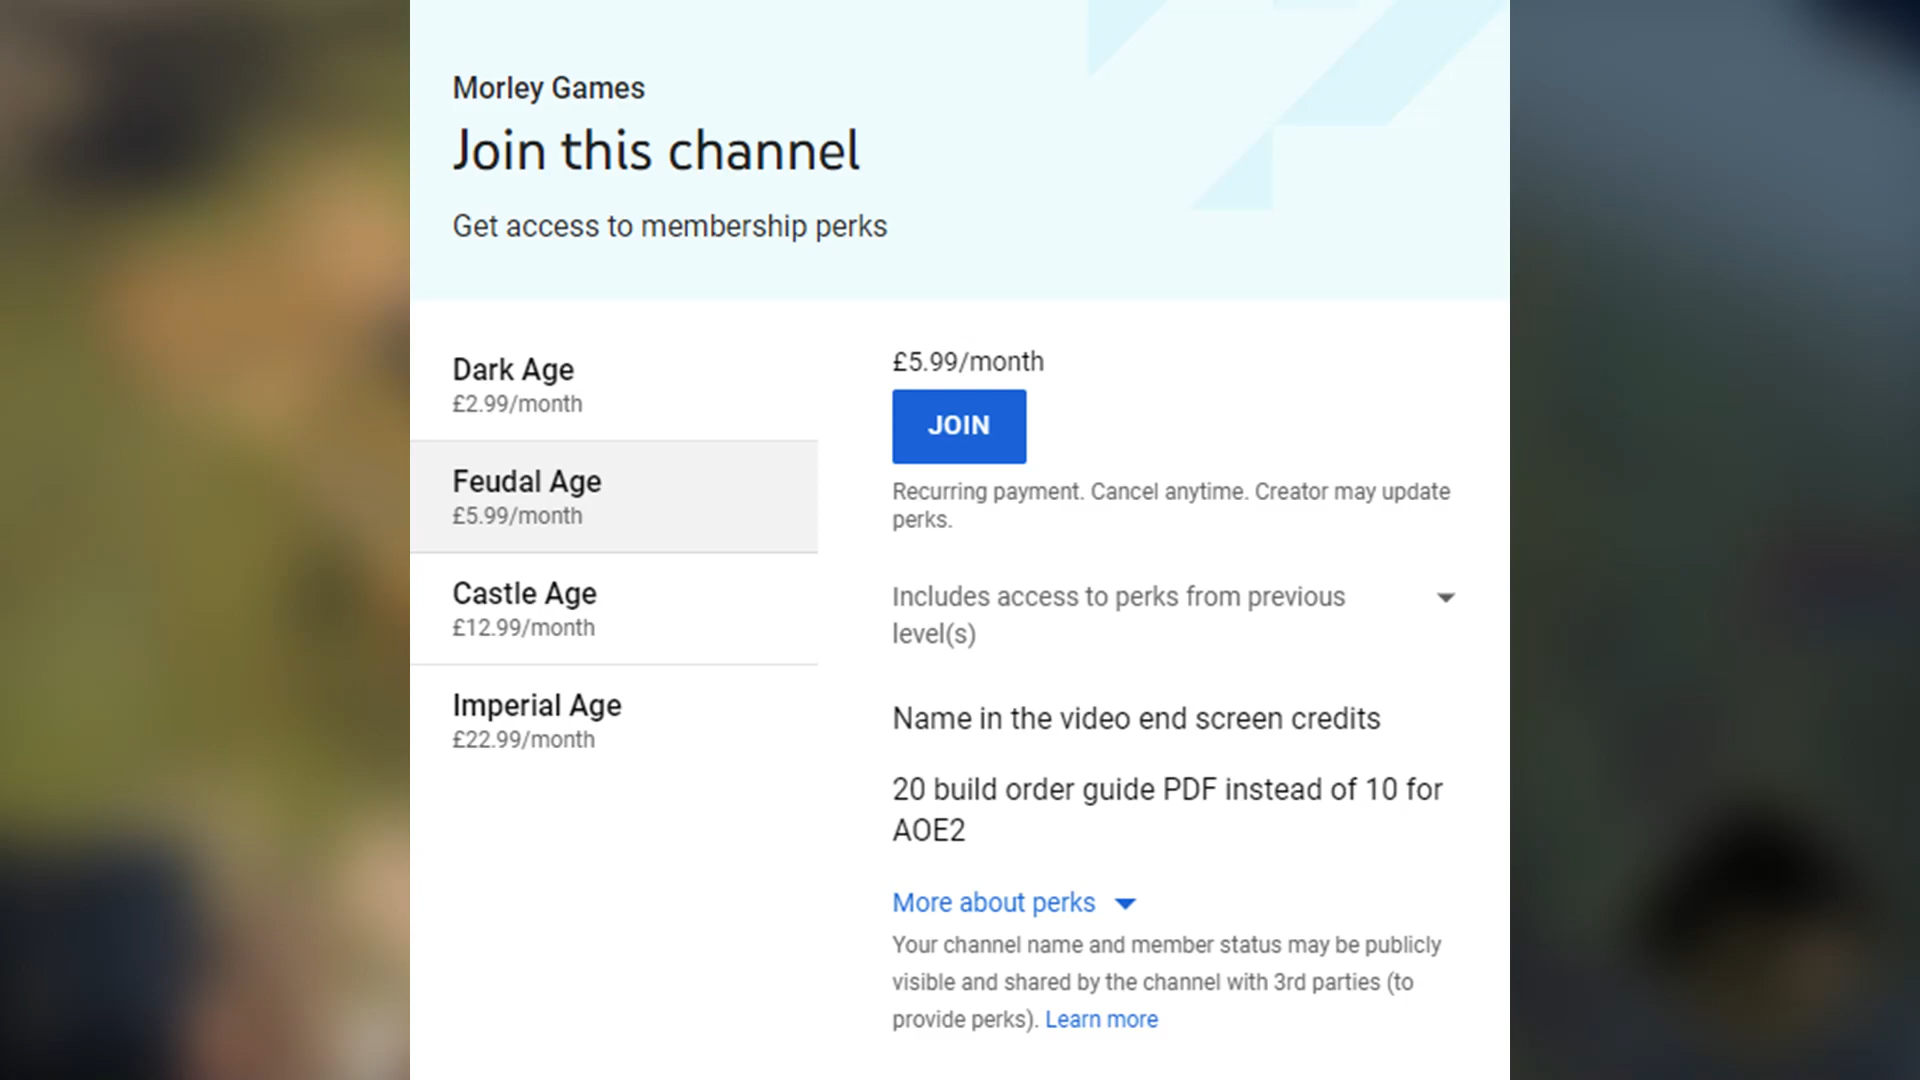 Morley Games
Join this channel
Get access to membership perks
Dark Age
£2.99/month
Feudal Age
£5.99/month
Castle Age
£12.99/month
Imperial Age
£22.99/month
£5.99/month
JOIN
Recurring payment. Cancel anytime. Creator may update
perks.
Includes access to perks from previous
level(s)
Name in the video end screen credits
20 build order guide PDF instead of 10 for
AOE2
More about perks
Your channel name and member status may be publicly
visible and shared by the channel with 3rd parties (to
provide perks). Learn more